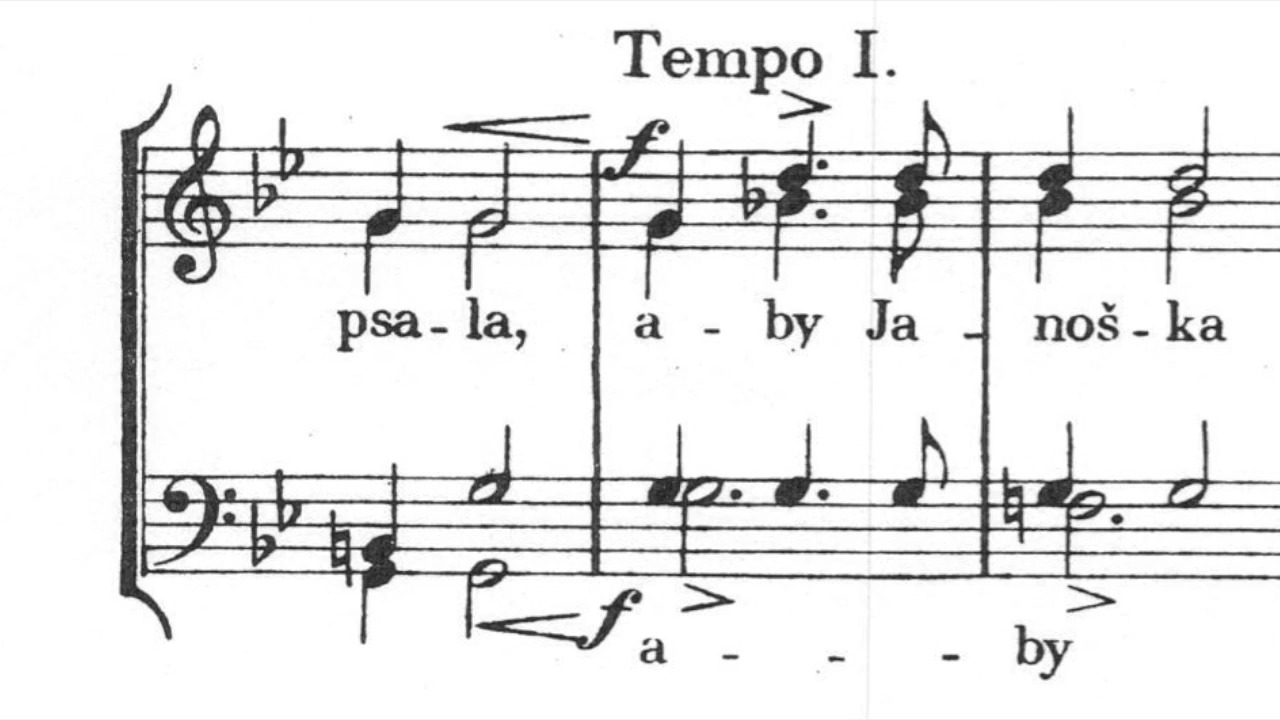 Tempo I.
f
psa - la, a - by Ja - noš - ka
f
a - - - by